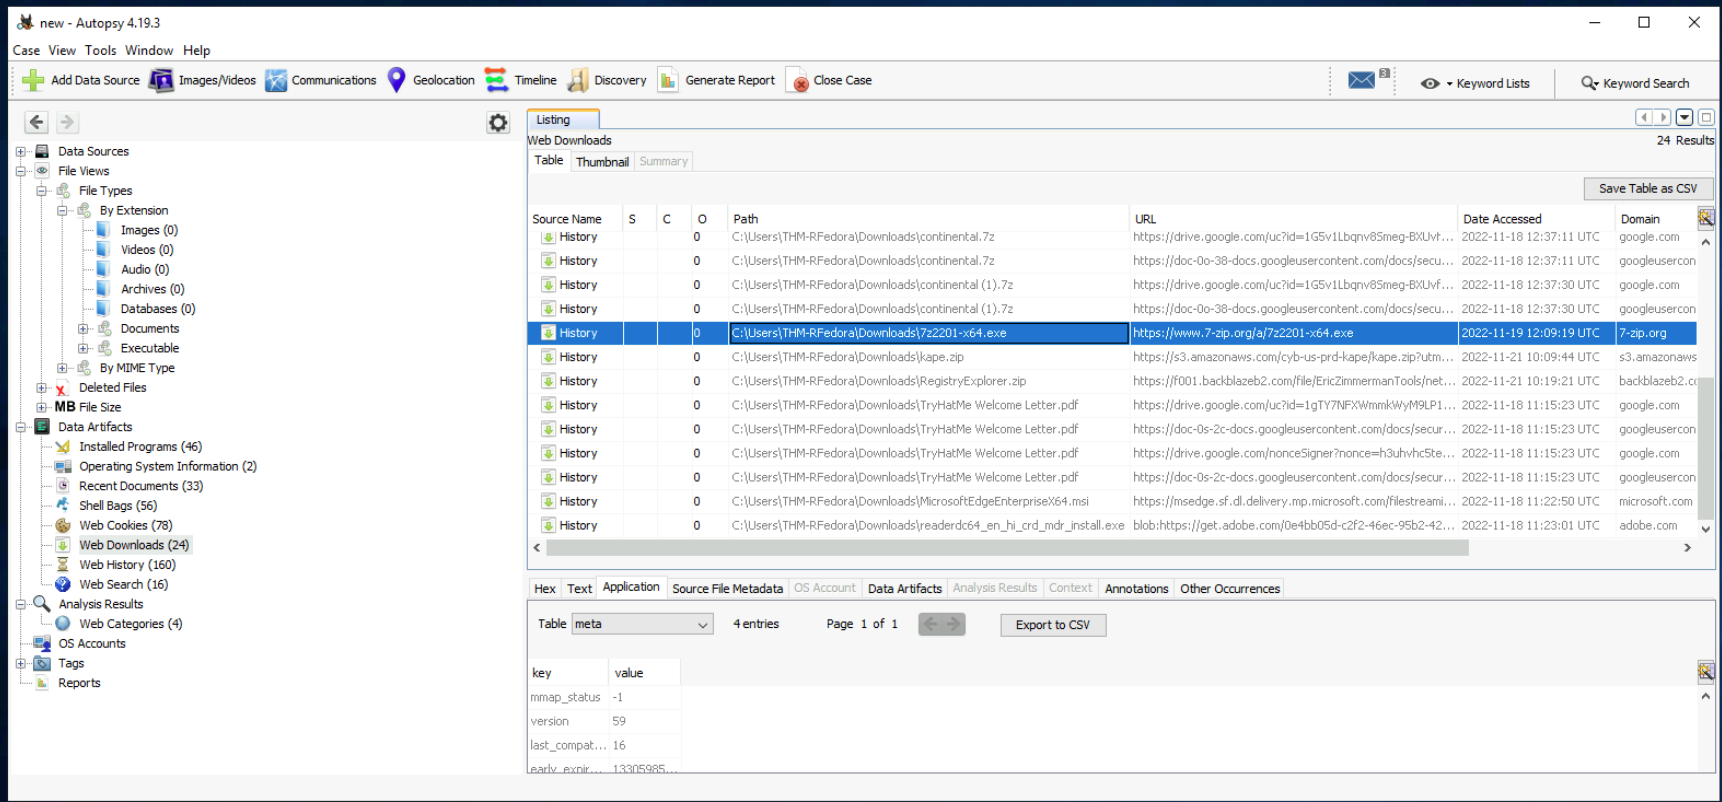 new - Autopsy 4.19.3
Case View Tools Window Help
Add Data Source Images/Videos Communications Geolocation Timeline Discovery Generate Report Close Case 3 Keyword Lists Keyword Search
Data Sources
File Views
File Types
By Extension
Images (0)
Videos (0)
Audio (0)
Archives (0)
Databases (0)
Documents
Executable
By MIME Type
Deleted Files
MB File Size
Data Artifacts
Installed Programs (46)
Operating System Information (2)
Recent Documents (33)
Shell Bags (56)
Web Cookies (78)
Web Downloads (24)
Web History (160)
Web Search (16)
Analysis Results
Web Categories (4)
OS Accounts
Tags
Reports
Listing
Web Downloads 24 Results
Table Thumbnail Summary
Save Table as CSV
Source Name S C O Path URL Date Accessed Domain
History 0 C:\Users\THM-RFedora\Downloads\continental.7z https://drive.google.com/uc?id=1G5v1Lbqnv8Smeg-BXUvf... 2022-11-18 12:37:11 UTC google.com
History 0 C:\Users\THM-RFedora\Downloads\continental.7z https://doc-0o-38-docs.googleusercontent.com/docs/secu... 2022-11-18 12:37:11 UTC googleusercon
History 0 C:\Users\THM-RFedora\Downloads\continental (1).7z https://drive.google.com/uc?id=1G5v1Lbqnv8Smeg-BXUvf... 2022-11-18 12:37:30 UTC google.com
History 0 C:\Users\THM-RFedora\Downloads\continental (1).7z https://doc-0o-38-docs.googleusercontent.com/docs/secu... 2022-11-18 12:37:30 UTC googleusercon
History 0 C:\Users\THM-RFedora\Downloads\7z2201-x64.exe https://www.7-zip.org/a/7z2201-x64.exe 2022-11-19 12:09:19 UTC 7-zip.org
History 0 C:\Users\THM-RFedora\Downloads\kape.zip https://s3.amazonaws.com/cyb-us-prd-kape/kape.zip?utm... 2022-11-21 10:09:44 UTC s3.amazonaws
History 0 C:\Users\THM-RFedora\Downloads\RegistryExplorer.zip https://f001.backblazeb2.com/file/EricZimmermanTools/net... 2022-11-21 10:19:21 UTC backblazeb2.co
History 0 C:\Users\THM-RFedora\Downloads\TryHatMe Welcome Letter.pdf https://drive.google.com/uc?id=1gTY7NFXWmmkWyM9LP1... 2022-11-18 11:15:23 UTC google.com
History 0 C:\Users\THM-RFedora\Downloads\TryHatMe Welcome Letter.pdf https://doc-0s-2c-docs.googleusercontent.com/docs/secur... 2022-11-18 11:15:23 UTC googleusercon
History 0 C:\Users\THM-RFedora\Downloads\TryHatMe Welcome Letter.pdf https://drive.google.com/nonceSigner?nonce=h3uhvhc5te... 2022-11-18 11:15:23 UTC google.com
History 0 C:\Users\THM-RFedora\Downloads\TryHatMe Welcome Letter.pdf https://doc-0s-2c-docs.googleusercontent.com/docs/secur... 2022-11-18 11:15:23 UTC googleusercon
History 0 C:\Users\THM-RFedora\Downloads\MicrosoftEdgeEnterpriseX64.msi https://msedge.sf.dl.delivery.mp.microsoft.com/filestreami... 2022-11-18 11:22:50 UTC microsoft.com
History 0 C:\Users\THM-RFedora\Downloads\readerdc64_en_hi_crd_mdr_install.exe blob:https://get.adobe.com/0e4bb05d-c2f2-46ec-95b2-42... 2022-11-18 11:23:01 UTC adobe.com
Hex Text Application Source File Metadata OS Account Data Artifacts Analysis Results Context Annotations Other Occurrences
Table meta 4 entries Page 1 of 1 Export to CSV
key value
mmap_status -1
version 59
last_compat... 16
early_expir... 13305985...